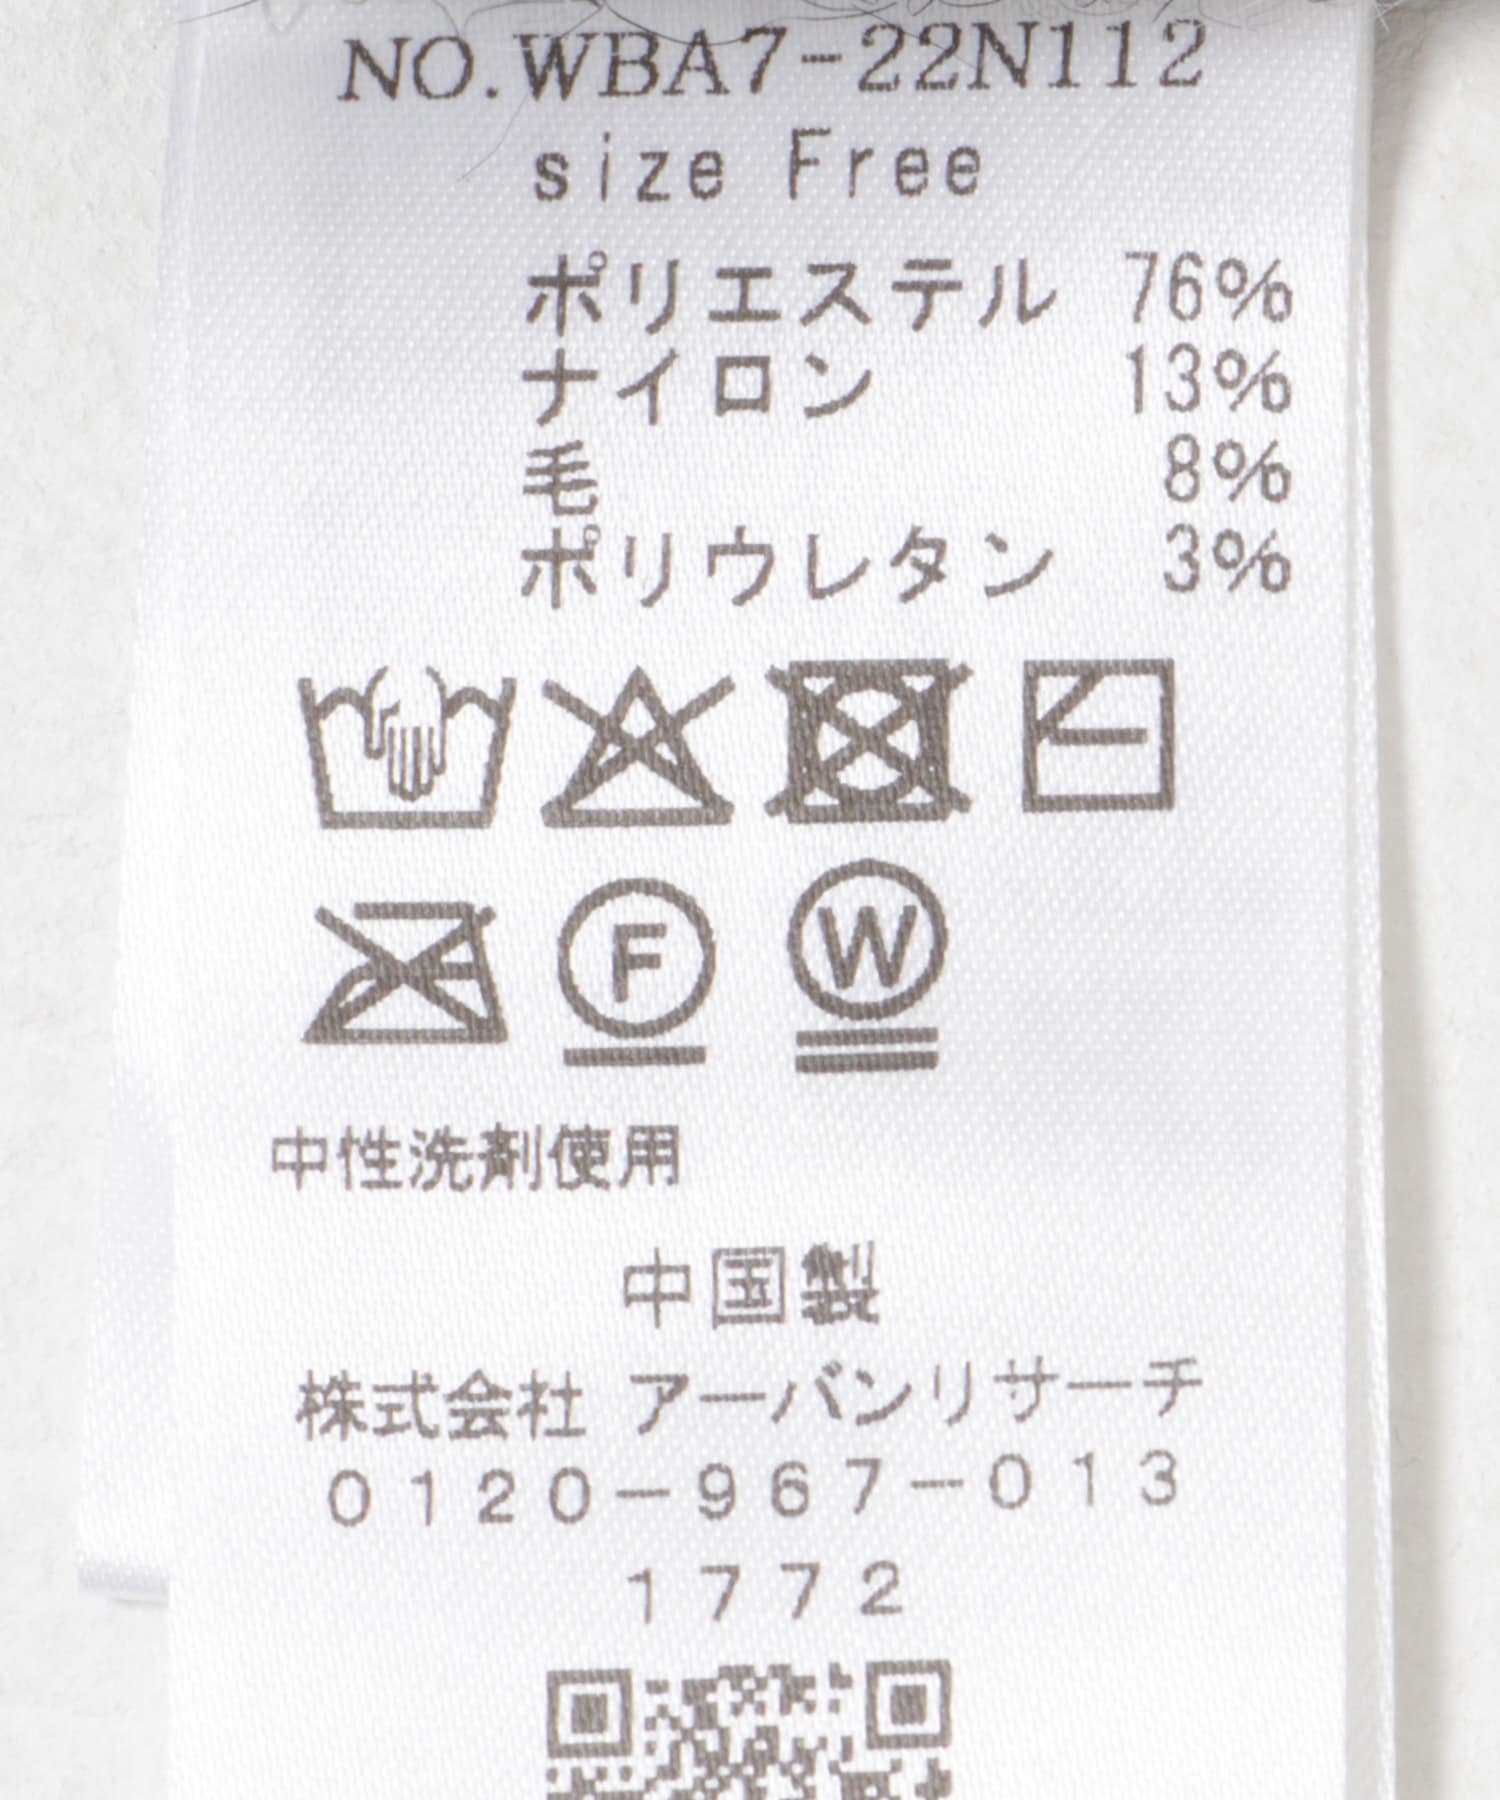 NO.WBA7-22N112
size Free
ポリエステル 76%
ナイロン 13%
毛 8%
ポリウレタン 3%
F W
中性洗剤使用
中国製
株式会社 アーバンリサーチ
0120-967-013
1772